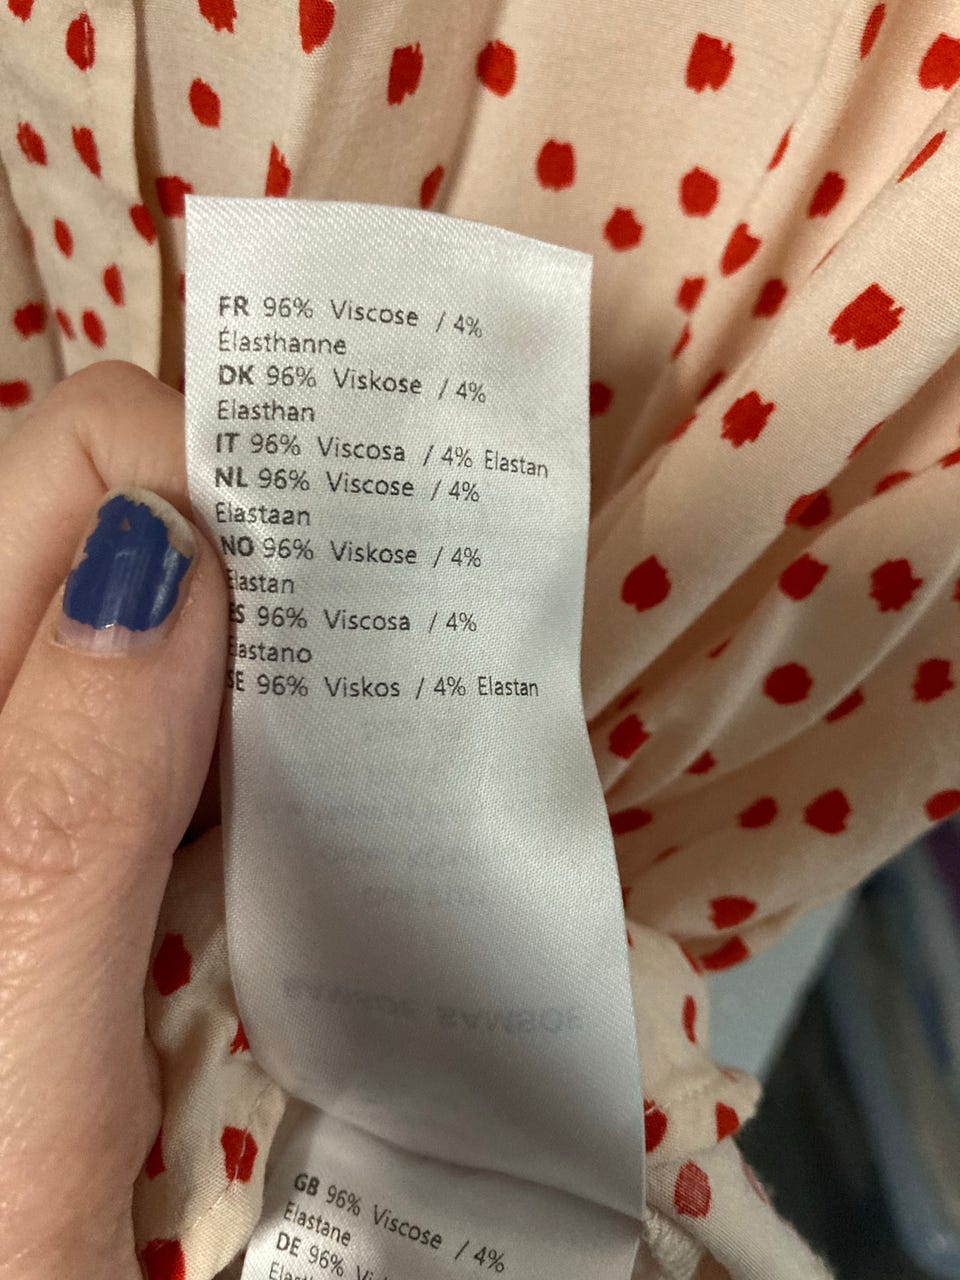 FR 96% Viscose / 4%
Élasthanne
DK 96% Viskose / 4%
Elasthan
IT 96% Viscosa / 4% Elastan
NL 96% Viscose / 4%
Elastaan
NO 96% Viskose / 4%
Elastan
ES 96% Viscosa / 4%
Elastano
SE 96% Viskos / 4% Elastan
SAMSOE SAMSOE
GB 96% Viscose / 4%
Elastane
DE 96%